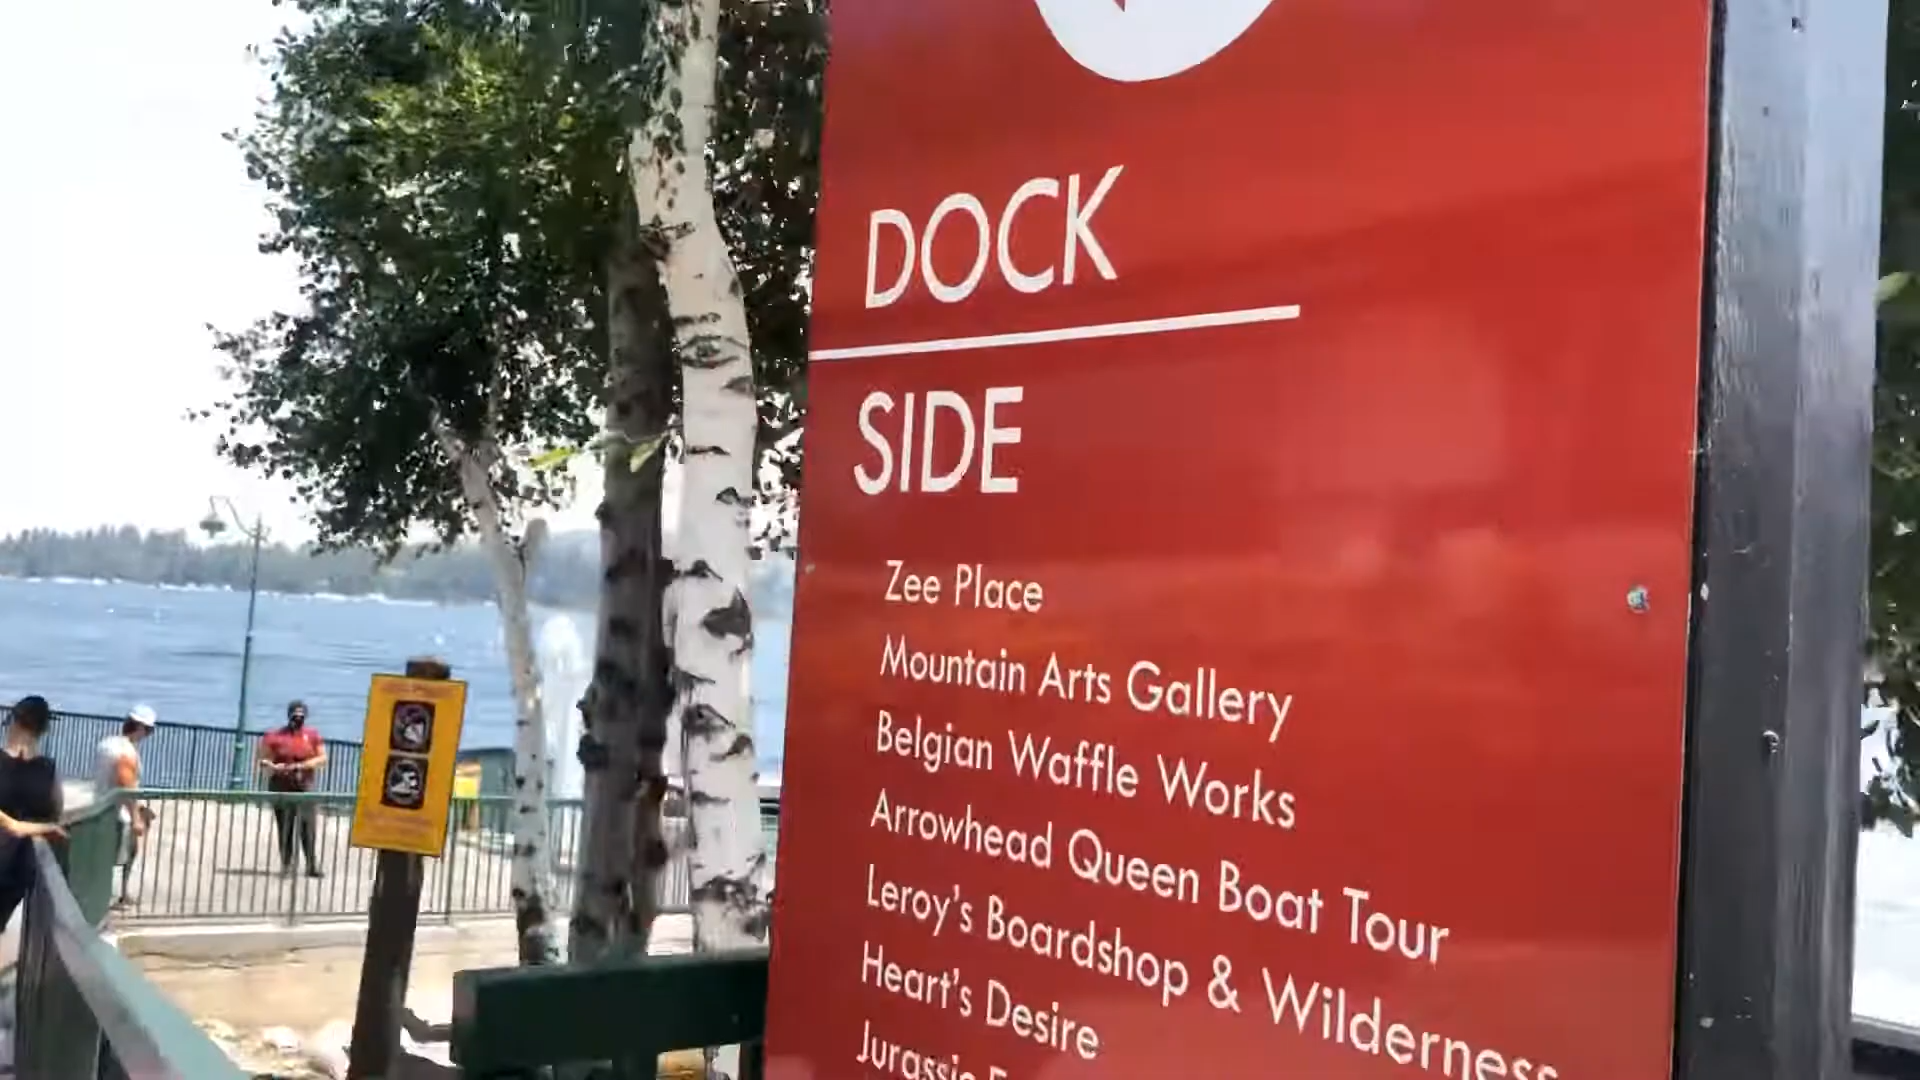 DOCK
SIDE
Zee Place
Mountain Arts Gallery
Belgian Waffle Works
Arrowhead Queen Boat Tour
Leroy's Boardshop & Wilderness
Heart's Desire
Jurassic